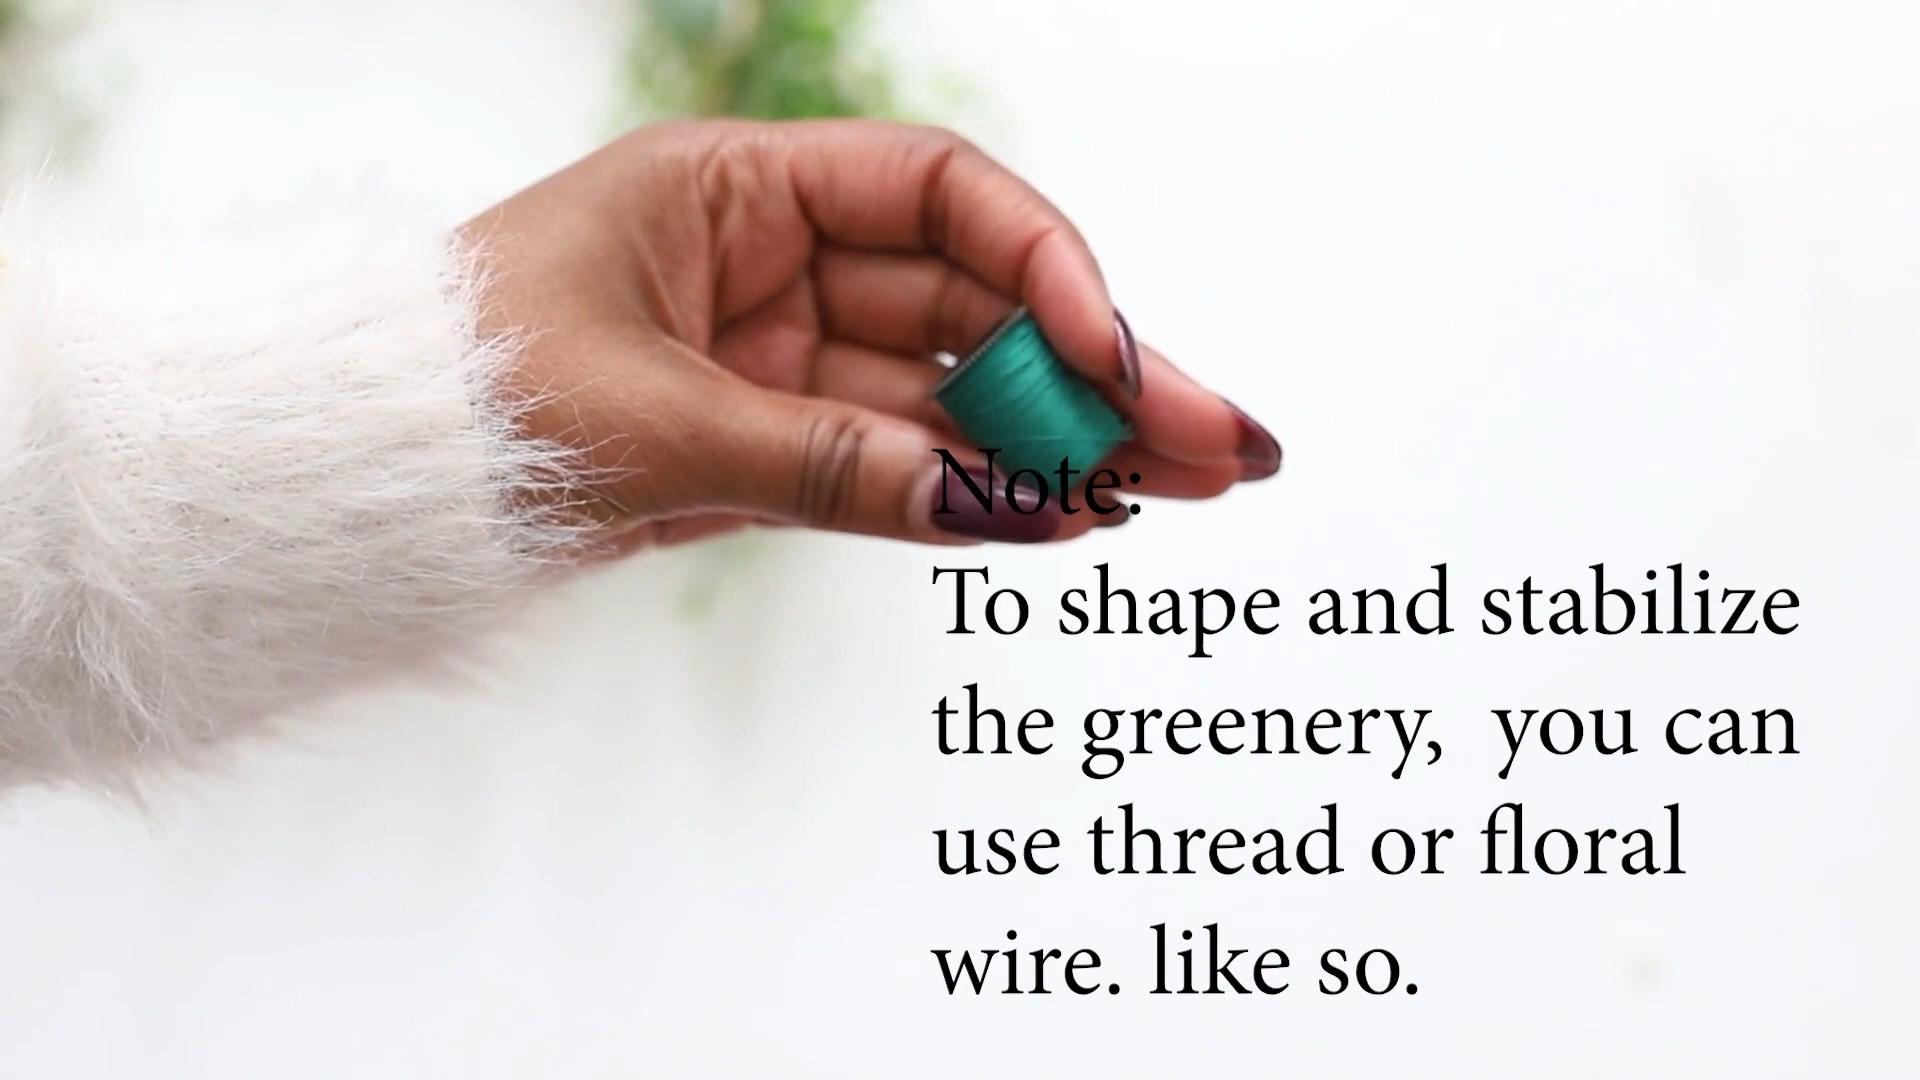 Note:
To shape and stabilize
the greenery,  you can
use thread or floral
wire. like so.